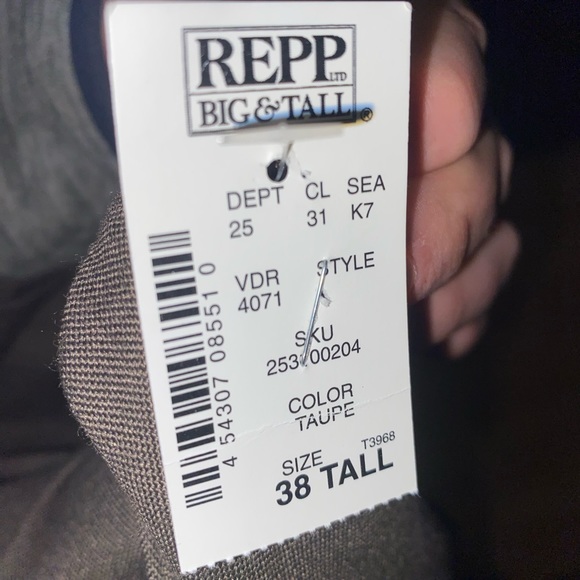 REPP LTD
BIG & TALL ®
DEPT CL SEA
25 31 K7
VDR STYLE
4071
SKU
00204
COLOR
TAUPE
T3968
SIZE
38 TALL
4 54307 08551 0